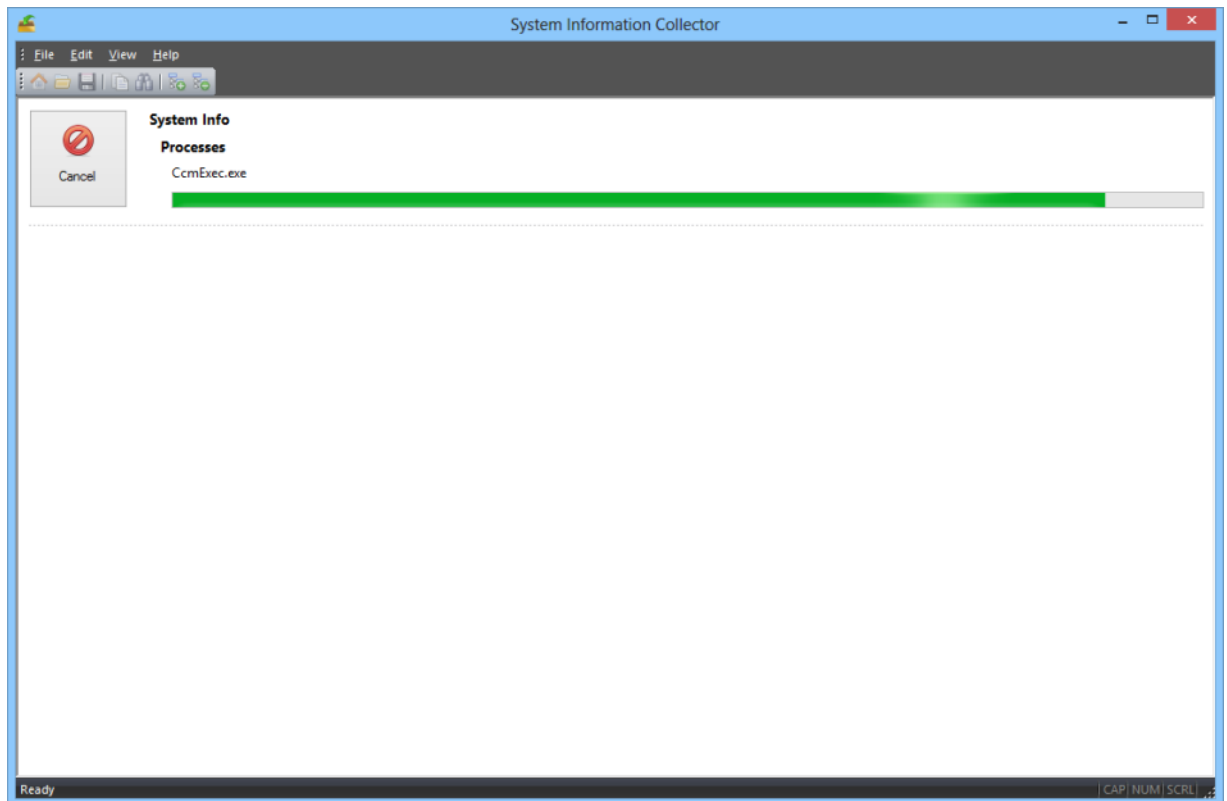 System Information Collector
File Edit View Help
System Info
Processes
Cancel
CcmExec.exe
Ready
CAP NUM SCRL